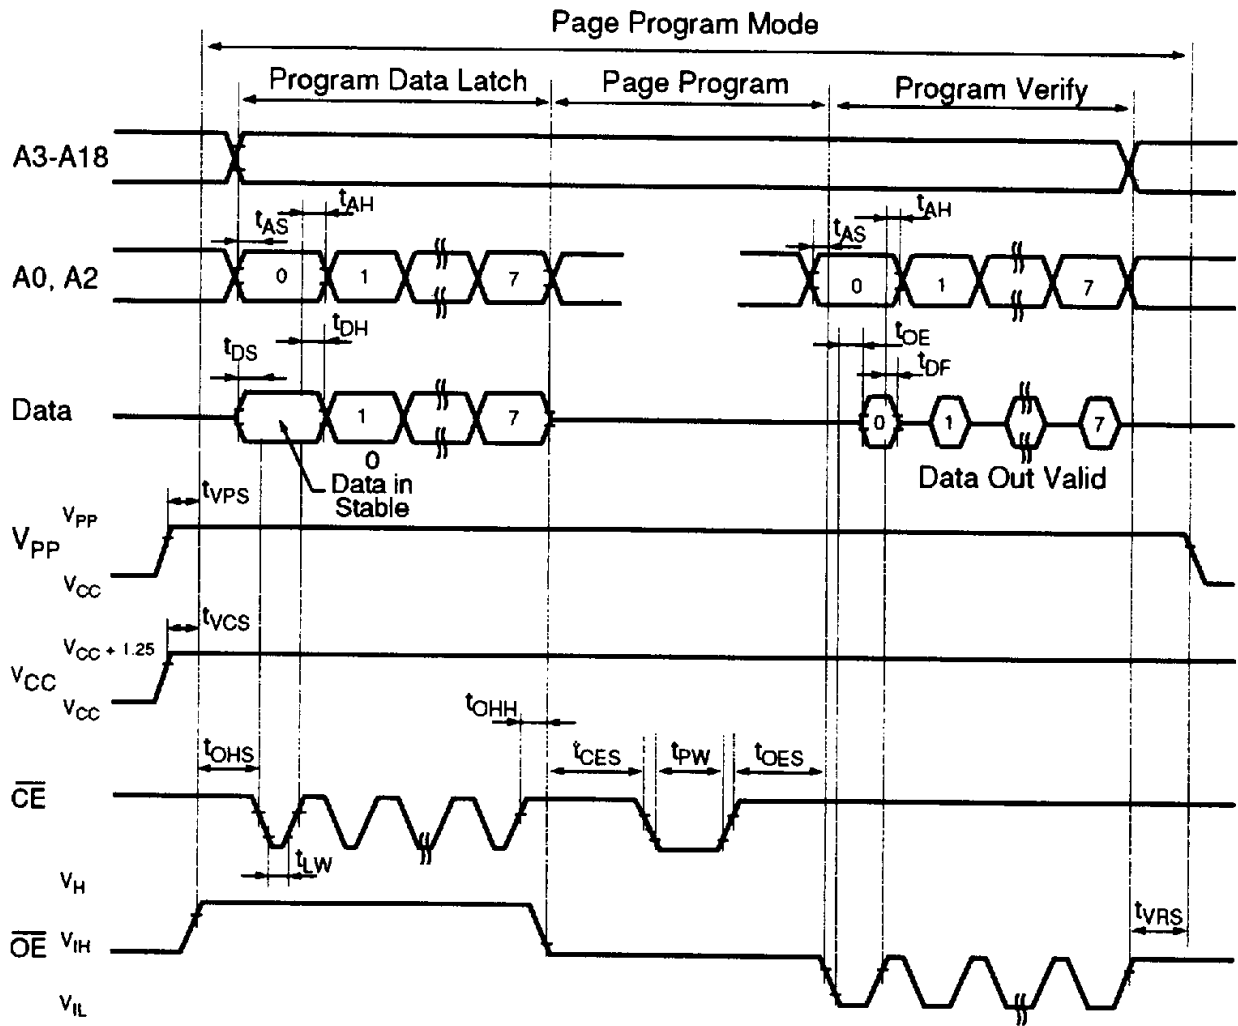 Page Program Mode
Program Data Latch Page Program Program Verify
A3-A18
tAH tAH
tAS tAS
A0, A2 0 1 7 0 1 7
tDH tOE
tDS tDF
Data 1 7 0 1 7
0
Data in Stable
Data Out Valid
tVPS
VPP
VPP
VCC
tVCS
VCC + 1.25
VCC
VCC
tOHH
tOHS tCES tPW tOES
CE
tLW
VH
tVRS
OE VIH
VIL